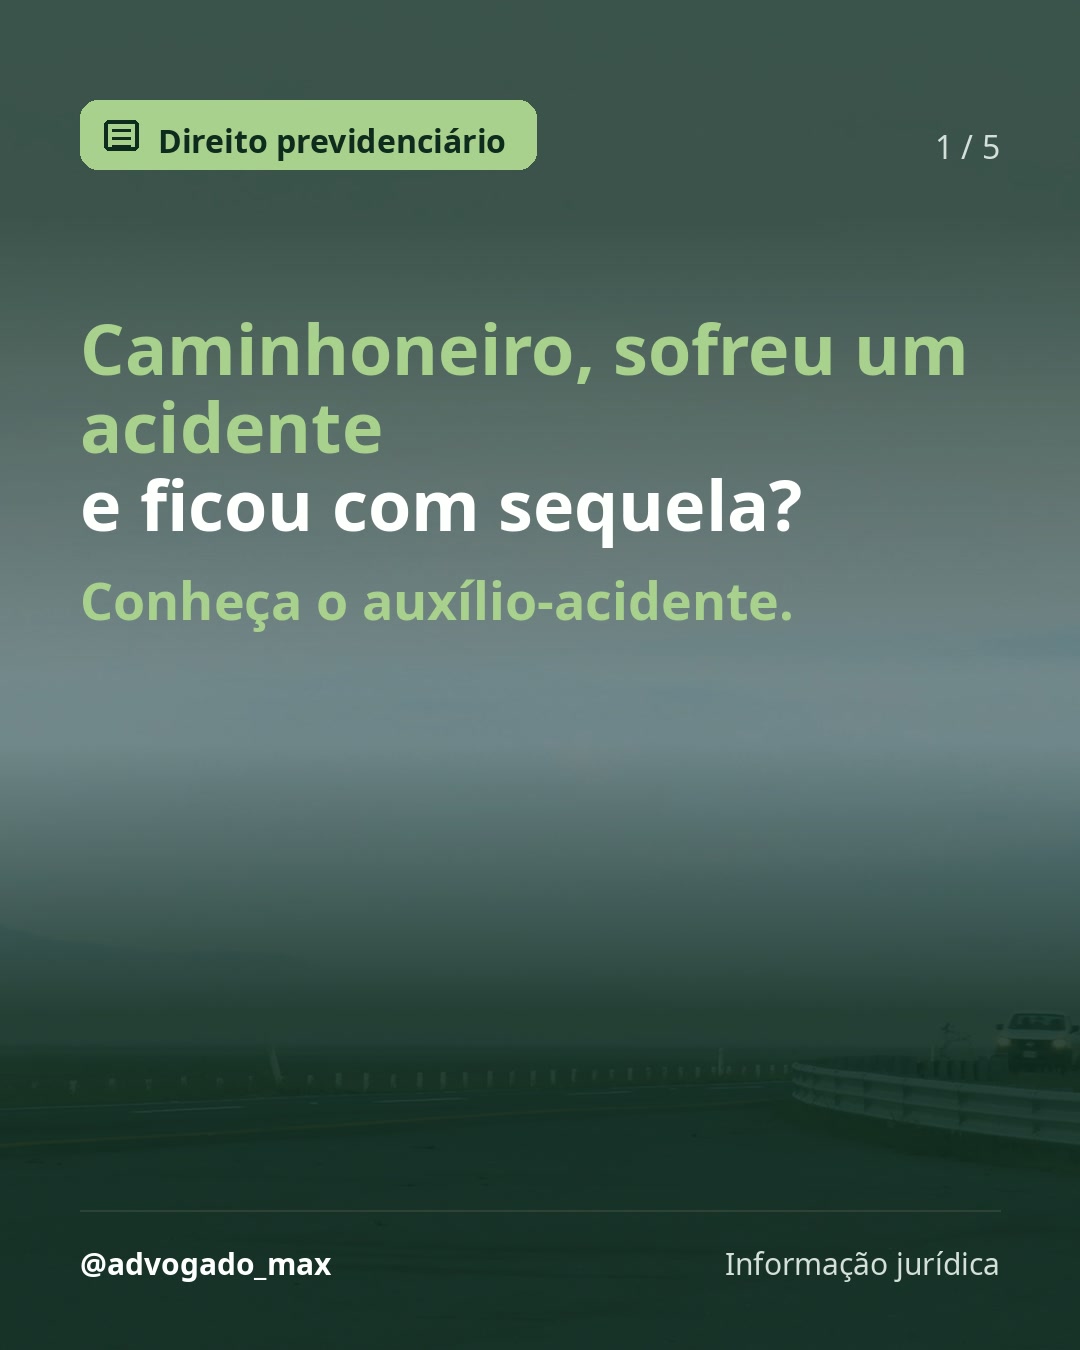 Direito previdenciário
1 / 5
Caminhoneiro, sofreu um
acidente
e ficou com sequela?
Conheça o auxílio-acidente.
@advogado_max
Informação jurídica